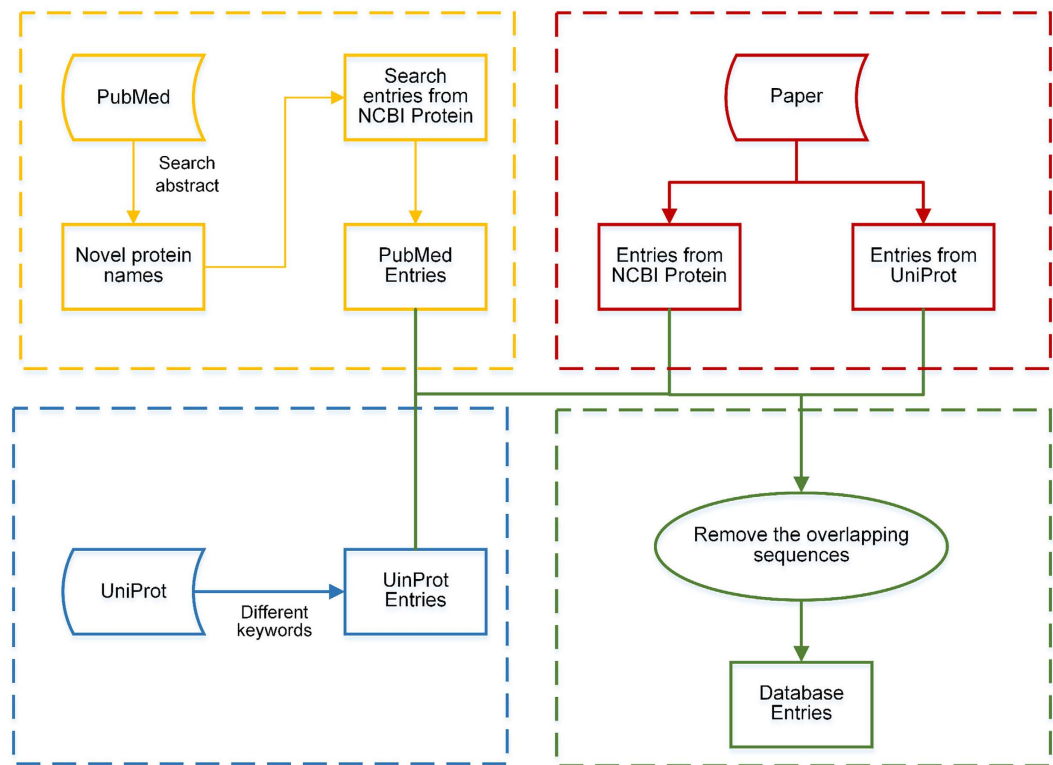 PubMed
Search
abstract
Novel protein
names
Search
entries from
NCBI Protein
PubMed
Entries
Paper
Entries from
NCBI Protein
Entries from
UniProt
UniProt
Different
keywords
UinProt
Entries
Remove the overlapping
sequences
Database
Entries